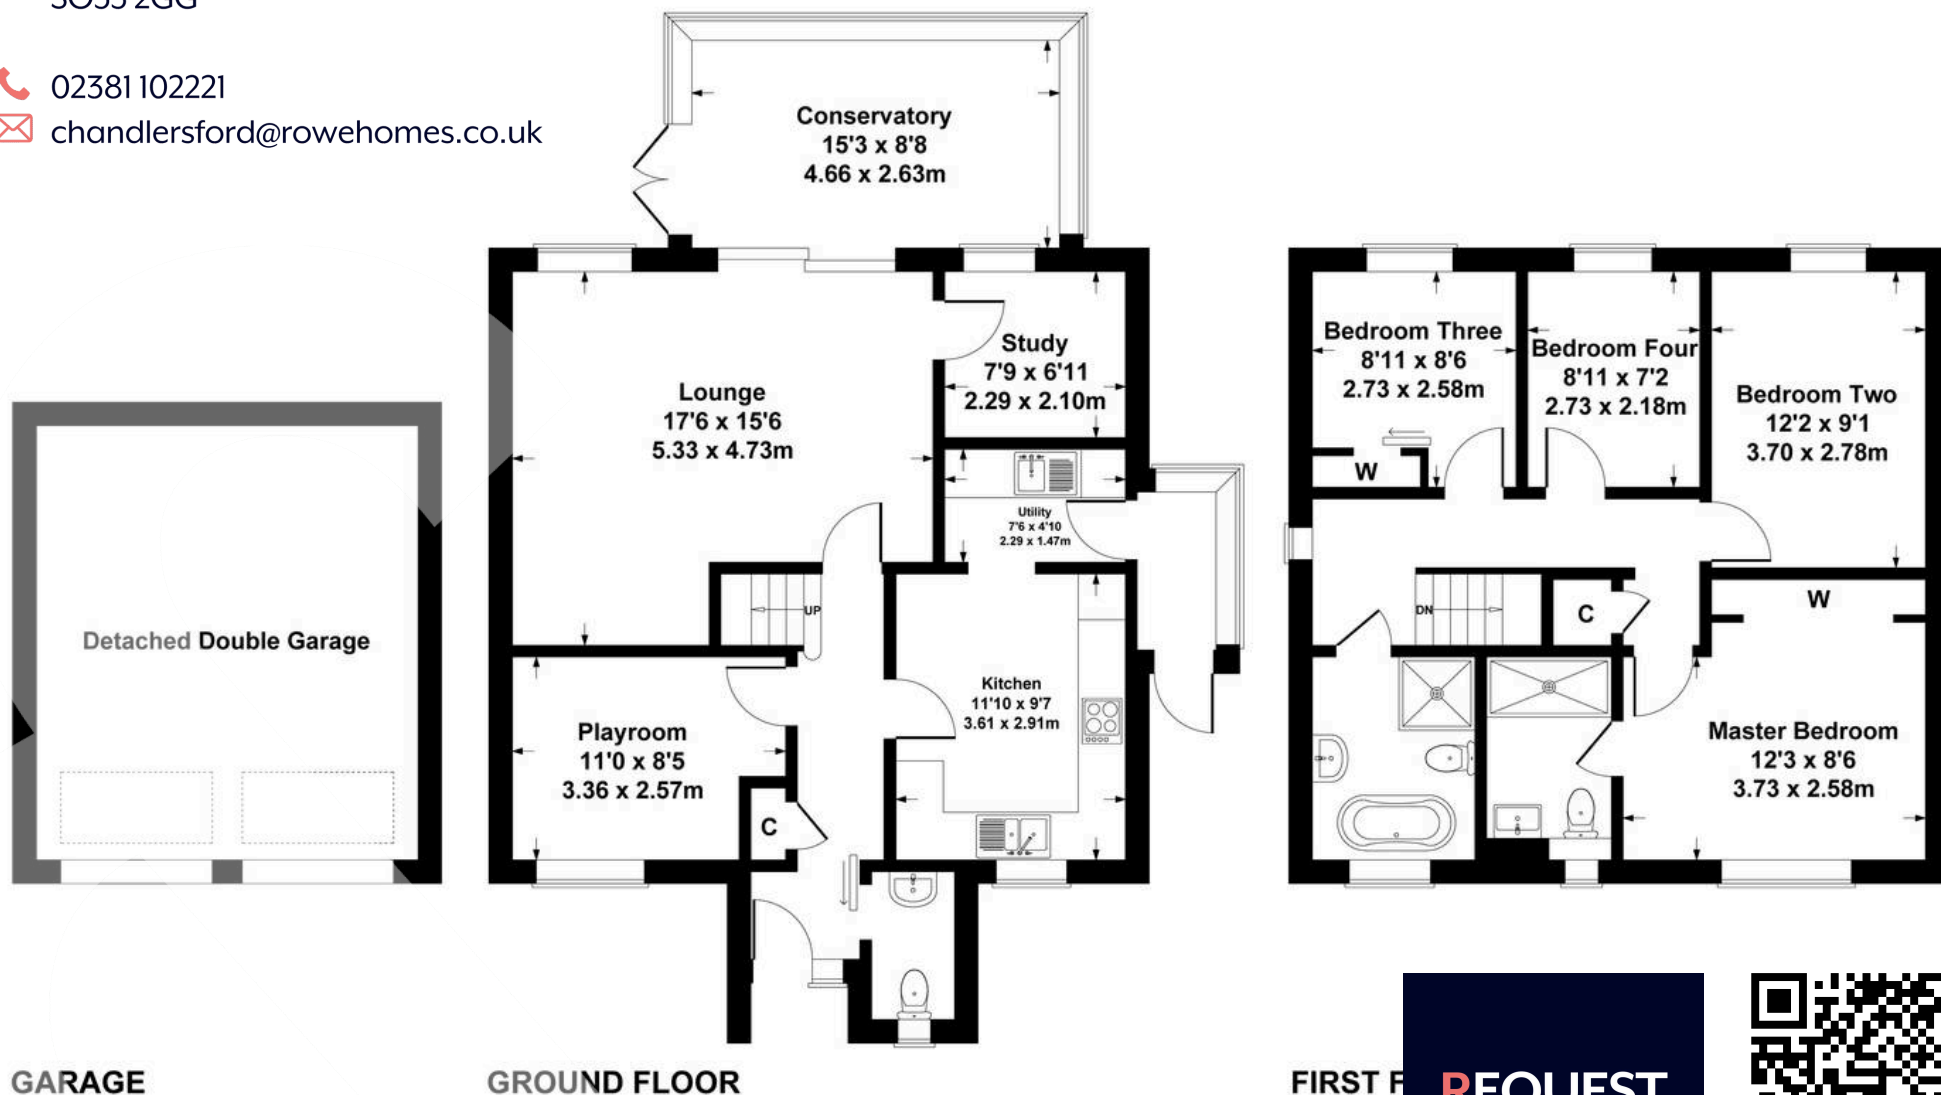 02381 102221
chandlersford@rowehomes.co.uk
Conservatory
15'3 x 8'8
4.66 x 2.63m
Lounge
17'6 x 15'6
5.33 x 4.73m
Study
7'9 x 6'11
2.29 x 2.10m
Utility
7'6 x 4'10
2.29 x 1.47m
UP
Kitchen
11'10 x 9'7
3.61 x 2.91m
Playroom
11'0 x 8'5
3.36 x 2.57m
C
Detached Double Garage
Bedroom Three
8'11 x 8'6
2.73 x 2.58m
W
Bedroom Four
8'11 x 7'2
2.73 x 2.18m
Bedroom Two
12'2 x 9'1
3.70 x 2.78m
DN
C
W
Master Bedroom
12'3 x 8'6
3.73 x 2.58m
GARAGE
GROUND FLOOR
FIRST F
REQUEST